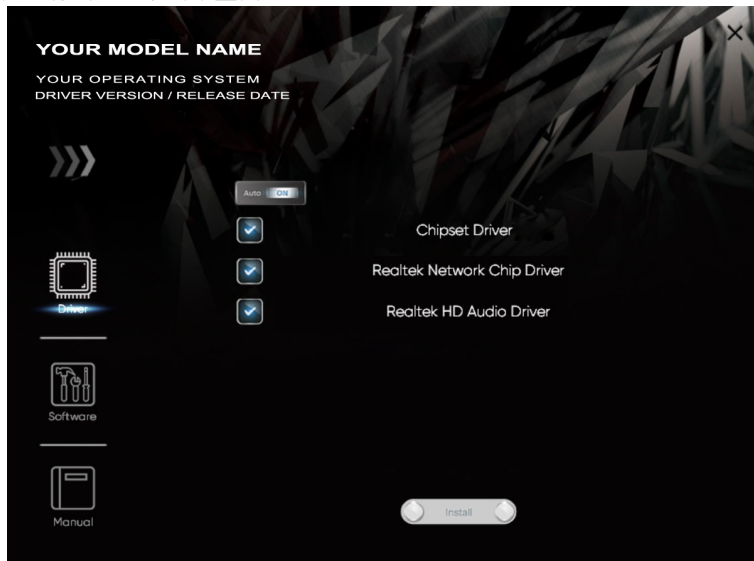 YOUR MODEL NAME
YOUR OPERATING SYSTEM
DRIVER VERSION / RELEASE DATE
Auto ON
Chipset Driver
Realtek Network Chip Driver
Realtek HD Audio Driver
Driver
Software
Manual
Install